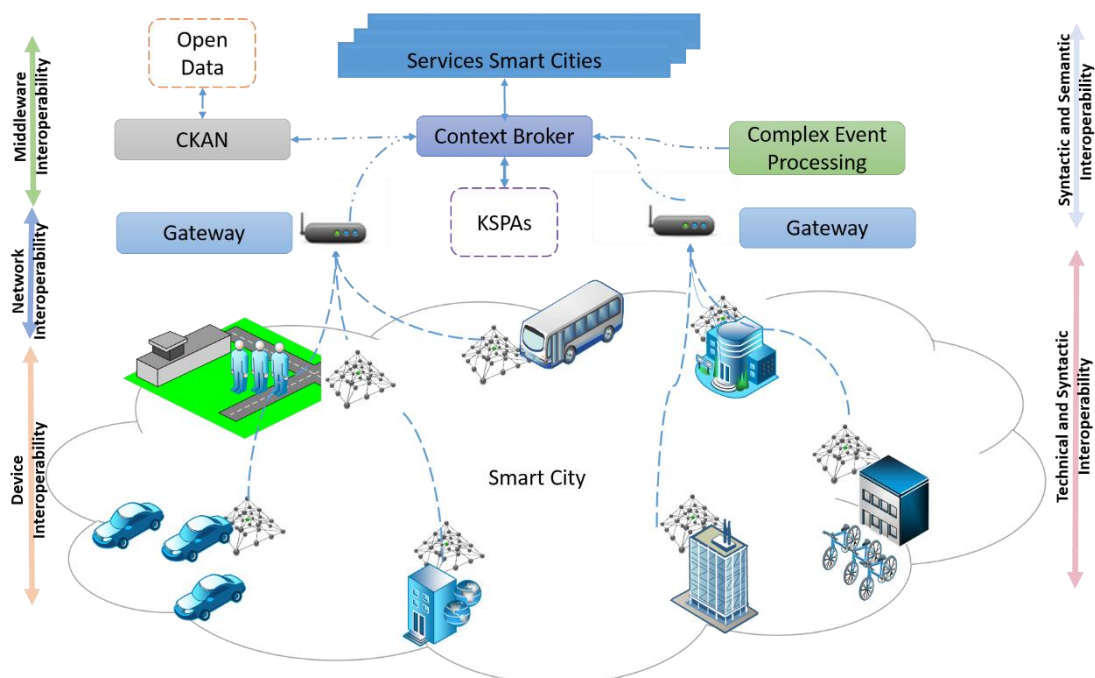 Open
Data
Services Smart Cities
CKAN
Context Broker
Complex Event
Processing
KSPAs
Gateway
Gateway
Smart City
Middleware
Interoperability
Network
Interoperability
Device
Interoperability
Syntactic and Semantic
Interoperability
Technical and Syntactic
Interoperability